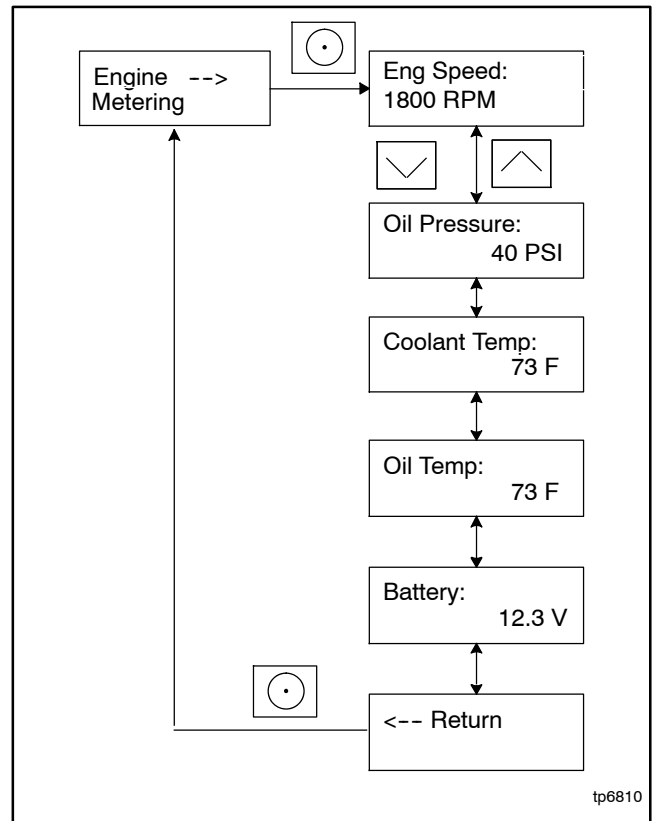 Engine -->
Metering
Eng Speed:
1800 RPM
Oil Pressure:
40 PSI
Coolant Temp:
73 F
Oil Temp:
73 F
Battery:
12.3 V
<-- Return
tp6810